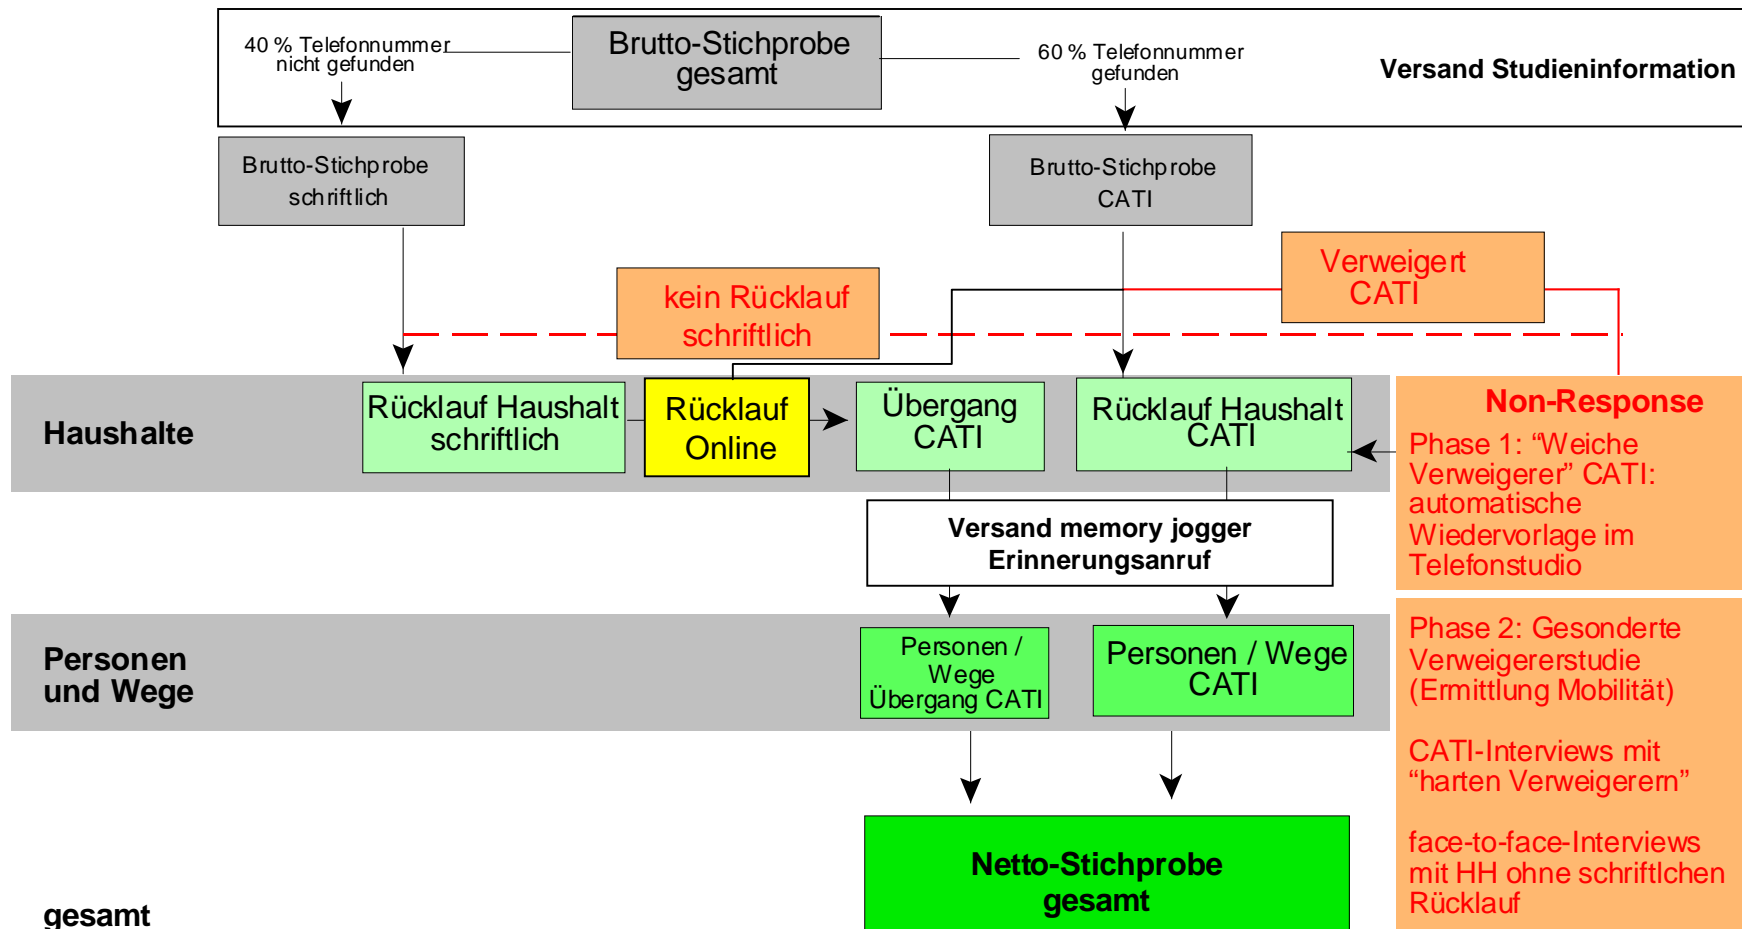 40 % Telefonnummer
nicht gefunden
Brutto-Stichprobe
gesamt
60 % Telefonnummer
gefunden
Versand Studieninformation
Brutto-Stichprobe
schriftlich
Brutto-Stichprobe
CATI
kein Rücklauf
schriftlich
Verweigert
CATI
Haushalte
Rücklauf Haushalt
schriftlich
Rücklauf
Online
Übergang
CATI
Rücklauf Haushalt
CATI
Non-Response
Phase 1: “Weiche
Verweigerer” CATI:
automatische
Wiedervorlage im
Telefonstudio
Versand memory jogger
Erinnerungsanruf
Personen
und Wege
Personen /
Wege
Übergang CATI
Personen / Wege
CATI
Phase 2: Gesonderte
Verweigererstudie
(Ermittlung Mobilität)
CATI-Interviews mit
“harten Verweigerern”
face-to-face-Interviews
mit HH ohne schriftlchen
Rücklauf
Netto-Stichprobe
gesamt
gesamt